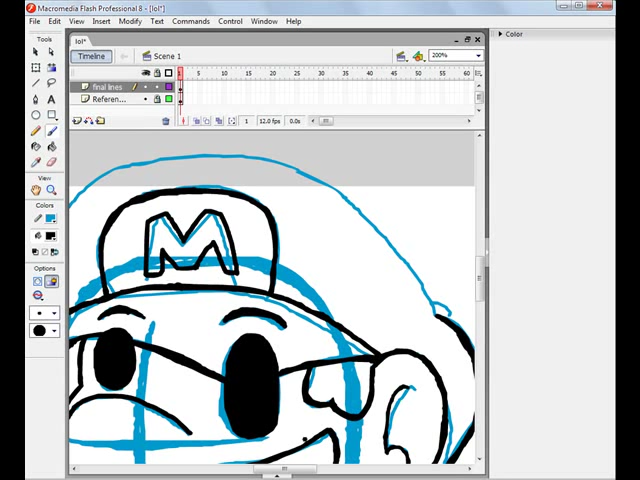 Macromedia Flash Professional 8 - [lol*]
File Edit View Insert Modify Text Commands Control Window Help
Tools
lol*
Timeline
Scene 1
200%
1 5 10 15 20 25 30 35 40 45 50 55 60
final lines
Referen...
1 12.0 fps 0.0s
View
Colors
Options
Color
M